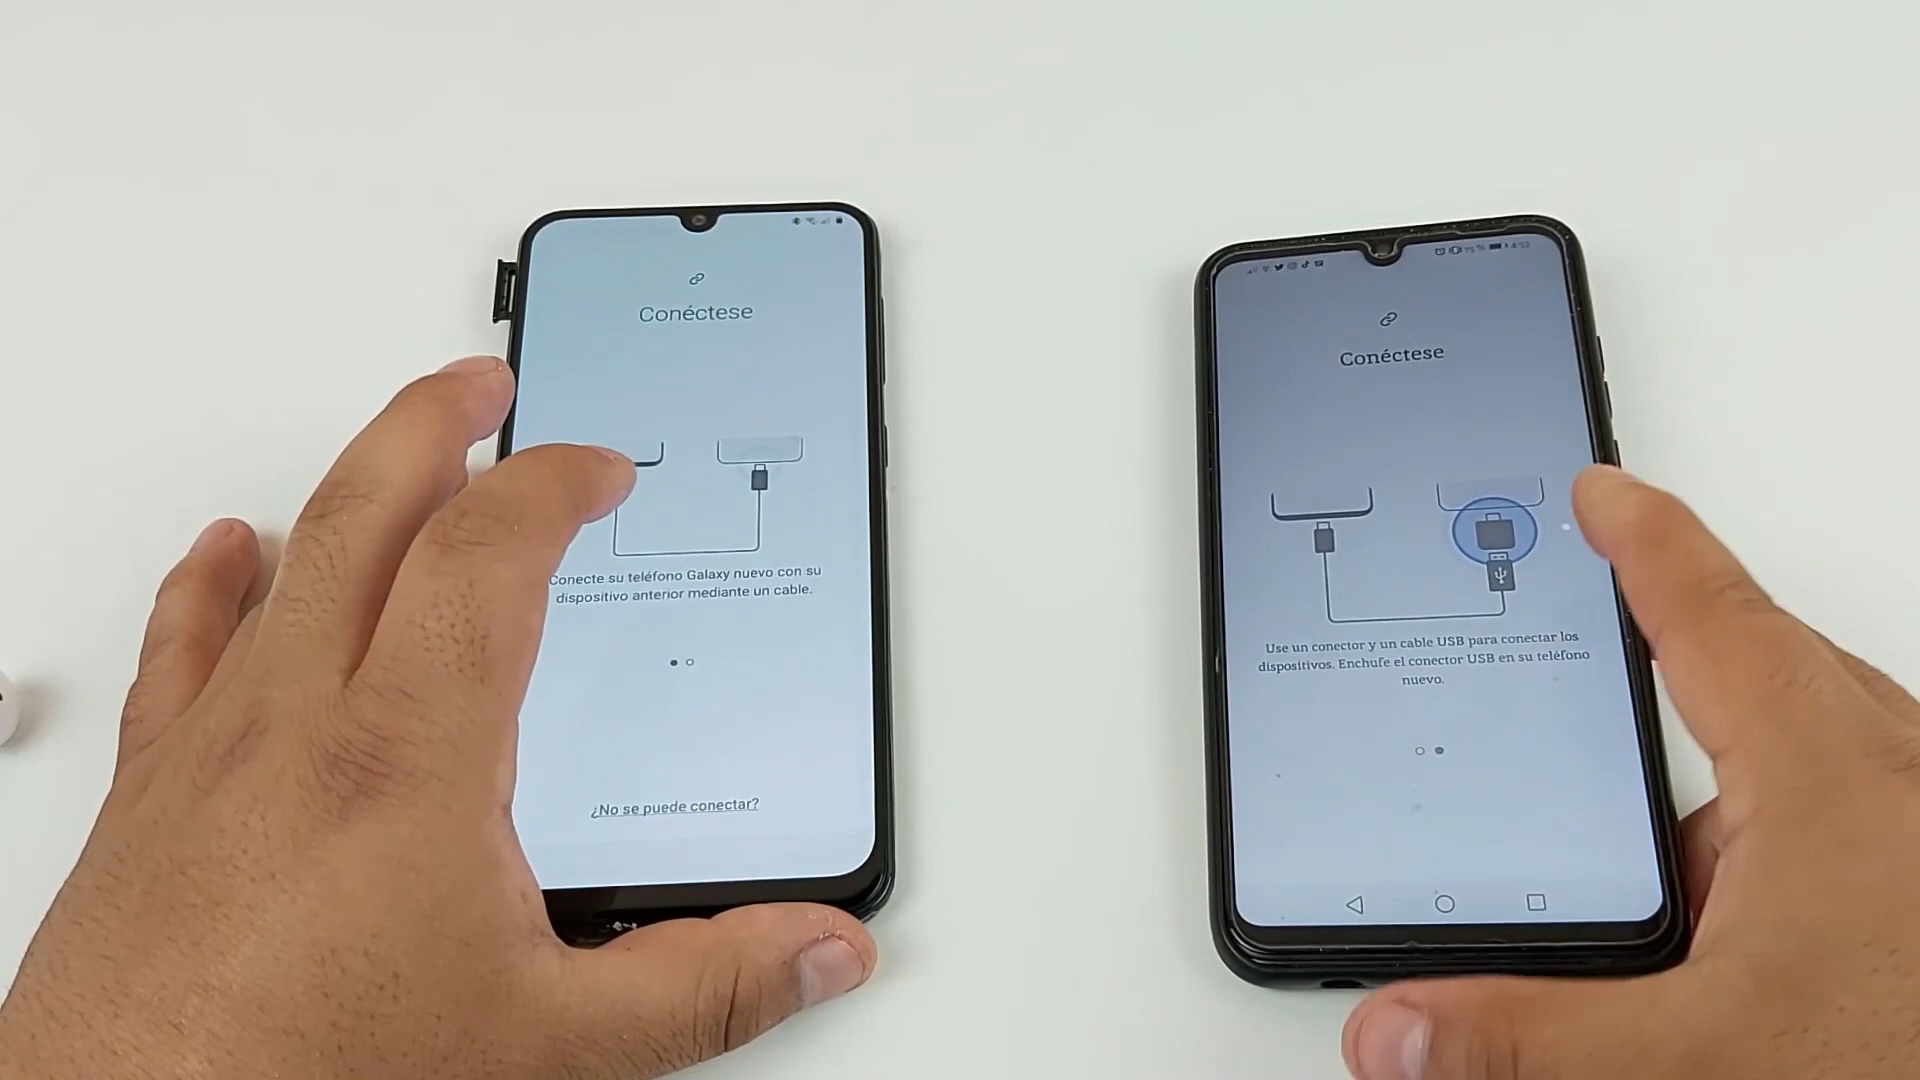 Conéctese
Conecte su teléfono Galaxy nuevo con su
dispositivo anterior mediante un cable.
¿No se puede conectar?
Conéctese
Use un conector y un cable USB para conectar los
dispositivos. Enchufe el conector USB en su teléfono
nuevo.